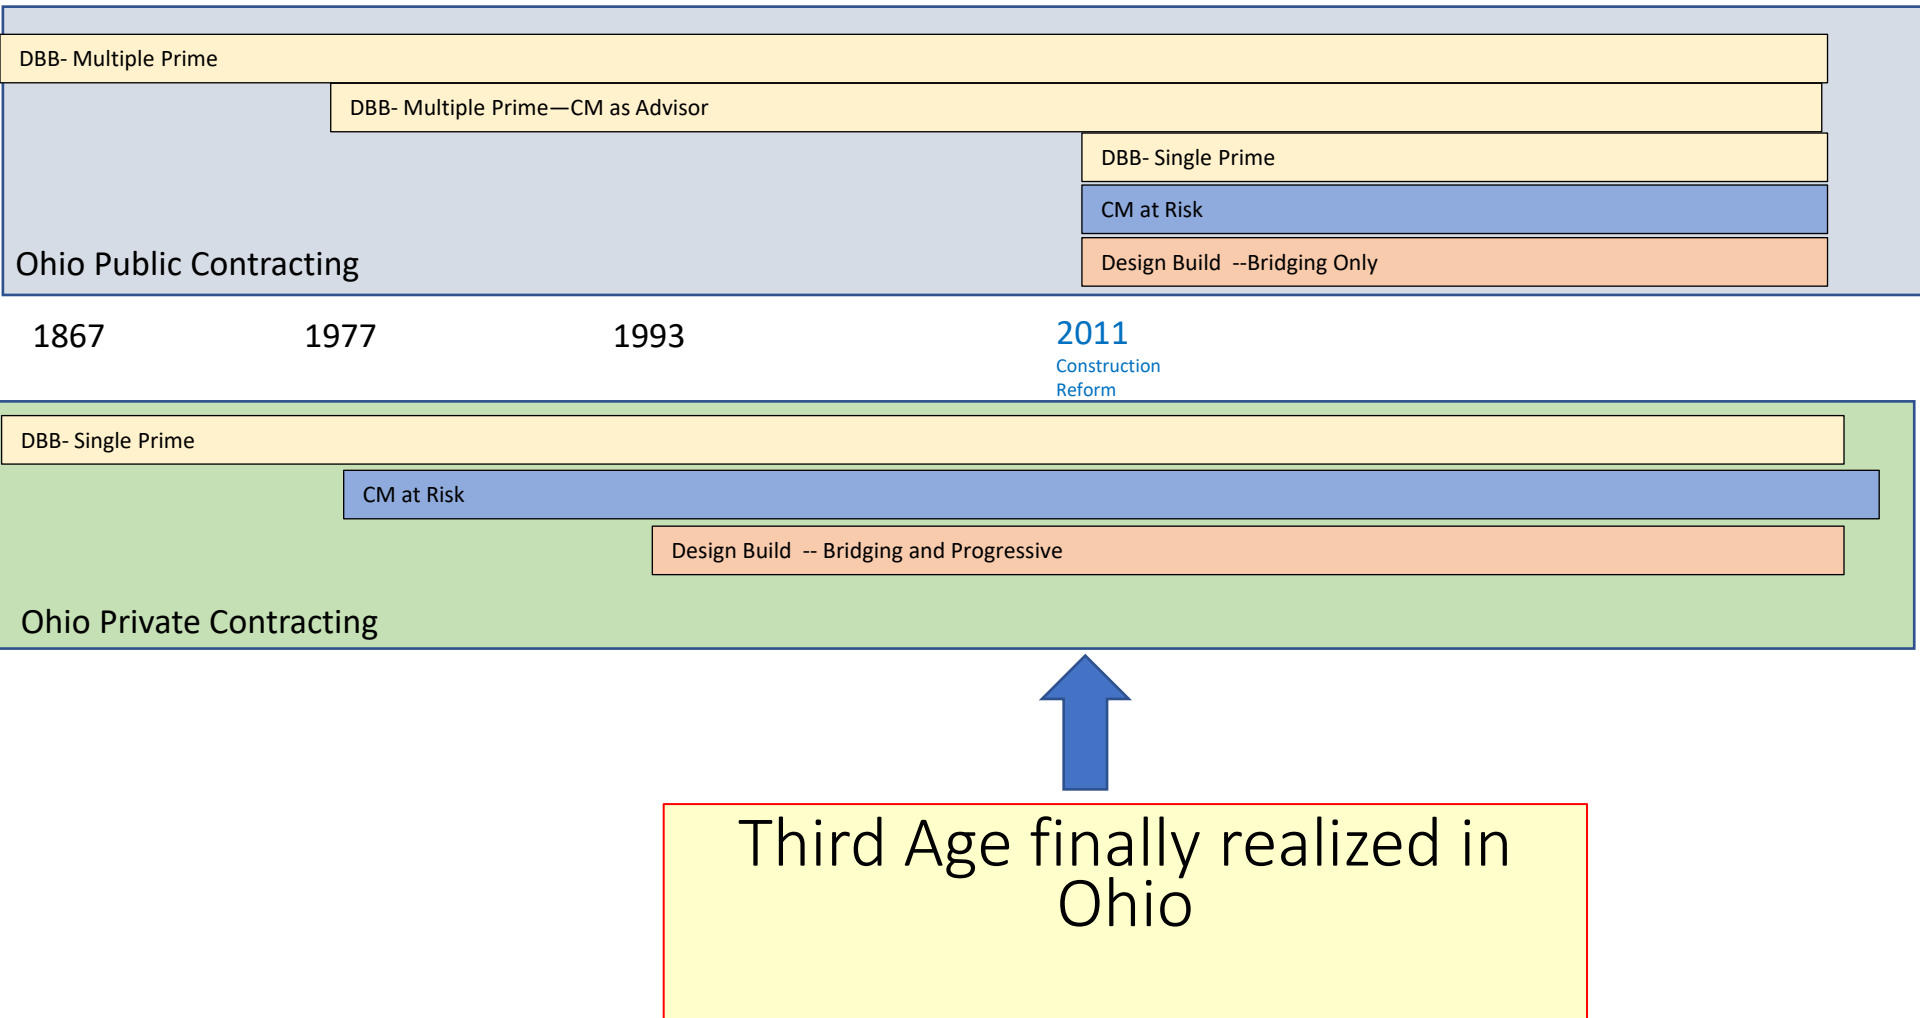 DBB- Multiple Prime
DBB- Multiple Prime—CM as Advisor
DBB- Single Prime
CM at Risk
Design Build  --Bridging Only
Ohio Public Contracting
1867
1977
1993
2011
Construction
Reform
DBB- Single Prime
CM at Risk
Design Build  -- Bridging and Progressive
Ohio Private Contracting
Third Age finally realized in
Ohio